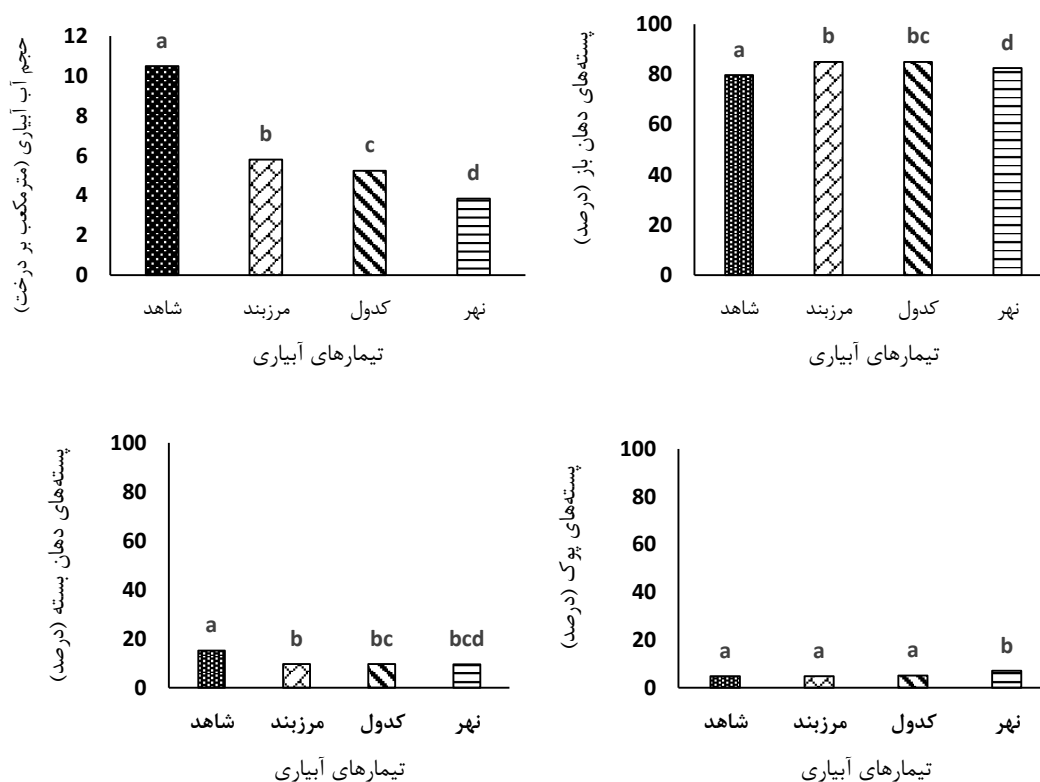 حجم آب آبیاری (مترمکعب بر درخت)
12
10
8
6
4
2
0
a
b
c
d
شاهد
مرزبند
کدول
نهر
تیمارهای آبیاری
پسته‌های دهان باز (درصد)
100
80
60
40
20
0
a
b
bc
d
شاهد
مرزبند
کدول
نهر
تیمارهای آبیاری
پسته‌های دهان بسته (درصد)
100
80
60
40
20
0
a
b
bc
bcd
شاهد
مرزبند
کدول
نهر
تیمارهای آبیاری
پسته‌های پوک (درصد)
100
80
60
40
20
0
a
a
a
b
شاهد
مرزبند
کدول
نهر
تیمارهای آبیاری